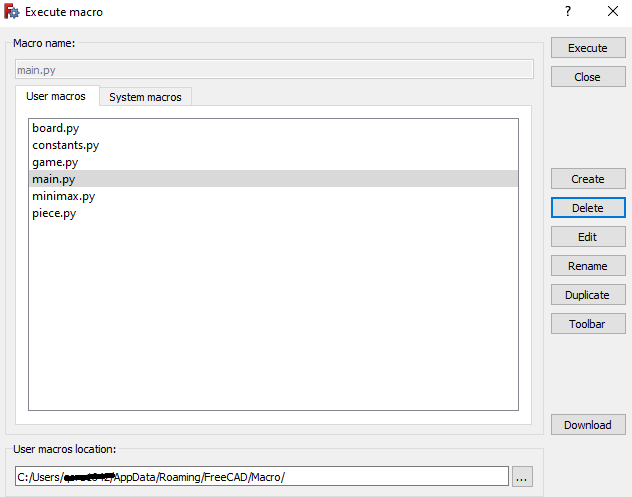 Execute macro
?
Macro name:
main.py
Execute
Close
User macros
System macros
board.py
constants.py
game.py
main.py
minimax.py
piece.py
Create
Delete
Edit
Rename
Duplicate
Toolbar
Download
User macros location:
C:/Users/ /AppData/Roaming/FreeCAD/Macro/
...